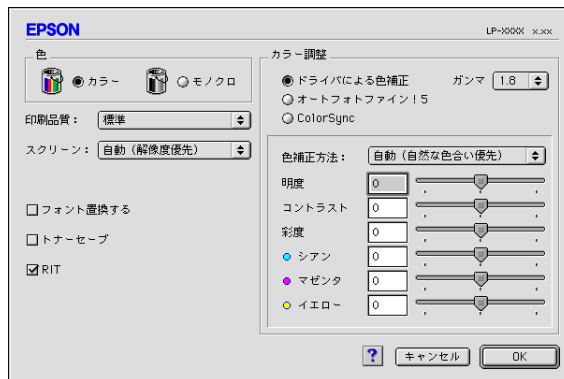 EPSON
LP-XXXX x.xx
色
カラー
モノクロ
印刷品質： 標準
スクリーン： 自動（解像度優先）
フォント置換する
トナーセーブ
RIT
カラー調整
ドライバによる色補正
ガンマ 1.8
オートフォトファイン！5
ColorSync
色補正方法： 自動（自然な色合い優先）
明度 0
コントラスト 0
彩度 0
シアン 0
マゼンタ 0
イエロー 0
? キャンセル OK